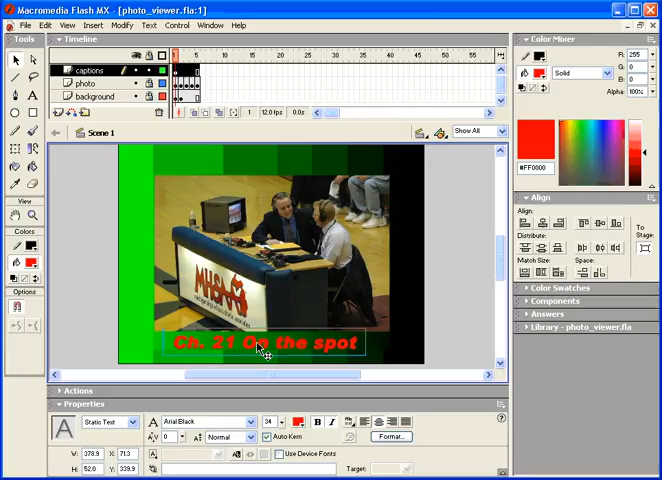 Macromedia Flash MX - [photo_viewer.fla:1]
File Edit View Insert Modify Text Control Window Help
Tools
Timeline
1 5 10 15 20 25 30 35 40 45 50 55
captions
photo
background
1 12.0 fps 0.0s
Scene 1
Show All
View
Colors
Options
MHSAA
Ch. 21 On the spot
Color Mixer
R: 255
G: 0
B: 0
Alpha: 100%
Solid
#FF0000
Align
Align:
Distribute:
Match Size: Space:
To Stage:
Color Swatches
Components
Answers
Library - photo_viewer.fla
Actions
Properties
Static Text
A Arial Black 34 B I
A/V 0 Normal Auto Kern Format...
W: 378.9 X: 71.3
H: 52.0 Y: 339.9
Use Device Fonts
Target: